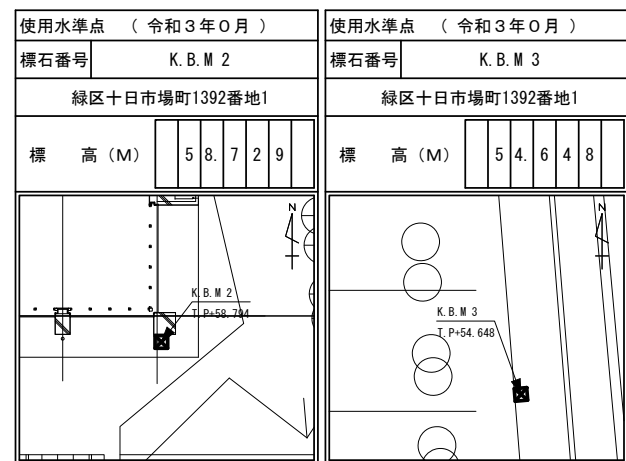 使用水準点 （ 令和３年０月 ）
標石番号 K.B.M 2
緑区十日市場町1392番地1
標 高（M） 5 8. 7 2 9
N
K.B.M 2
T.P+58.794
使用水準点 （ 令和３年０月 ）
標石番号 K.B.M 3
緑区十日市場町1392番地1
標 高（M） 5 4. 6 4 8
N
K.B.M 3
T.P+54.648